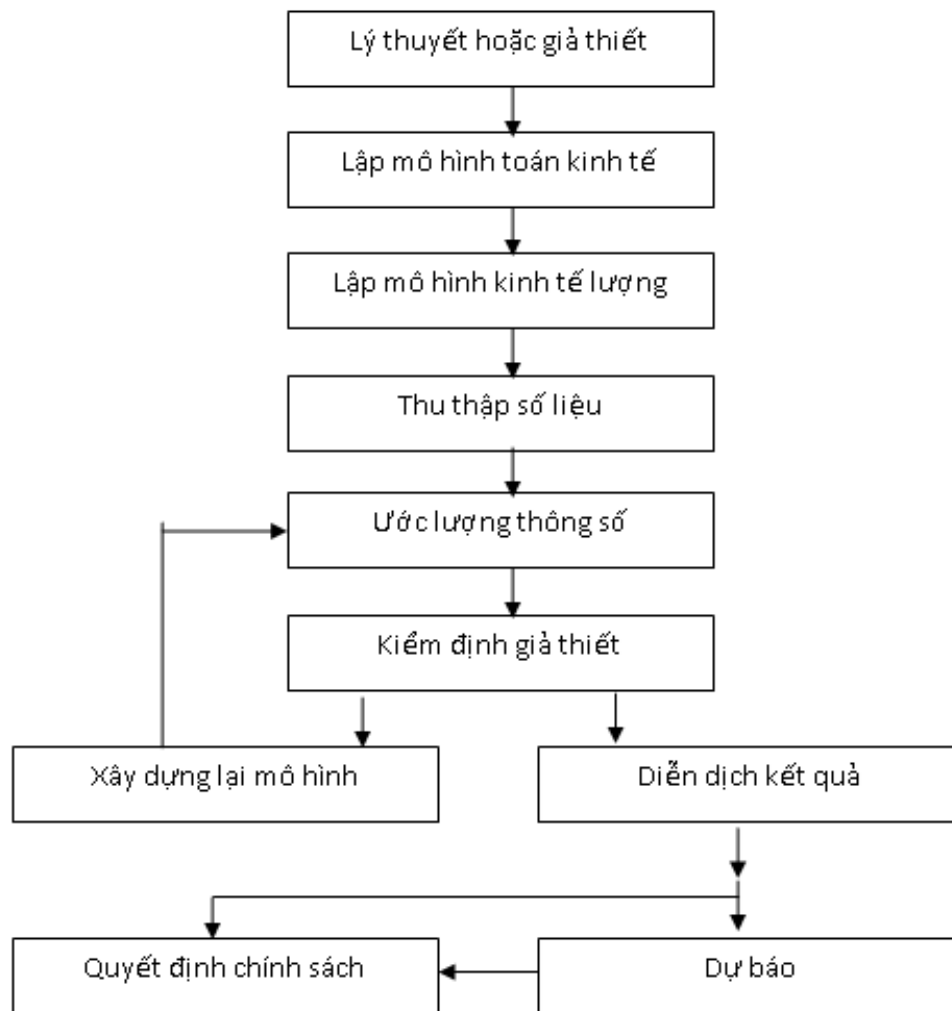 Lý thuyết hoặc giả thiết
Lập mô hình toán kinh tế
Lập mô hình kinh tế lượng
Thu thập số liệu
Ước lượng thông số
Kiểm định giả thiết
Xây dựng lại mô hình
Diễn dịch kết quả
Quyết định chính sách
Dự báo